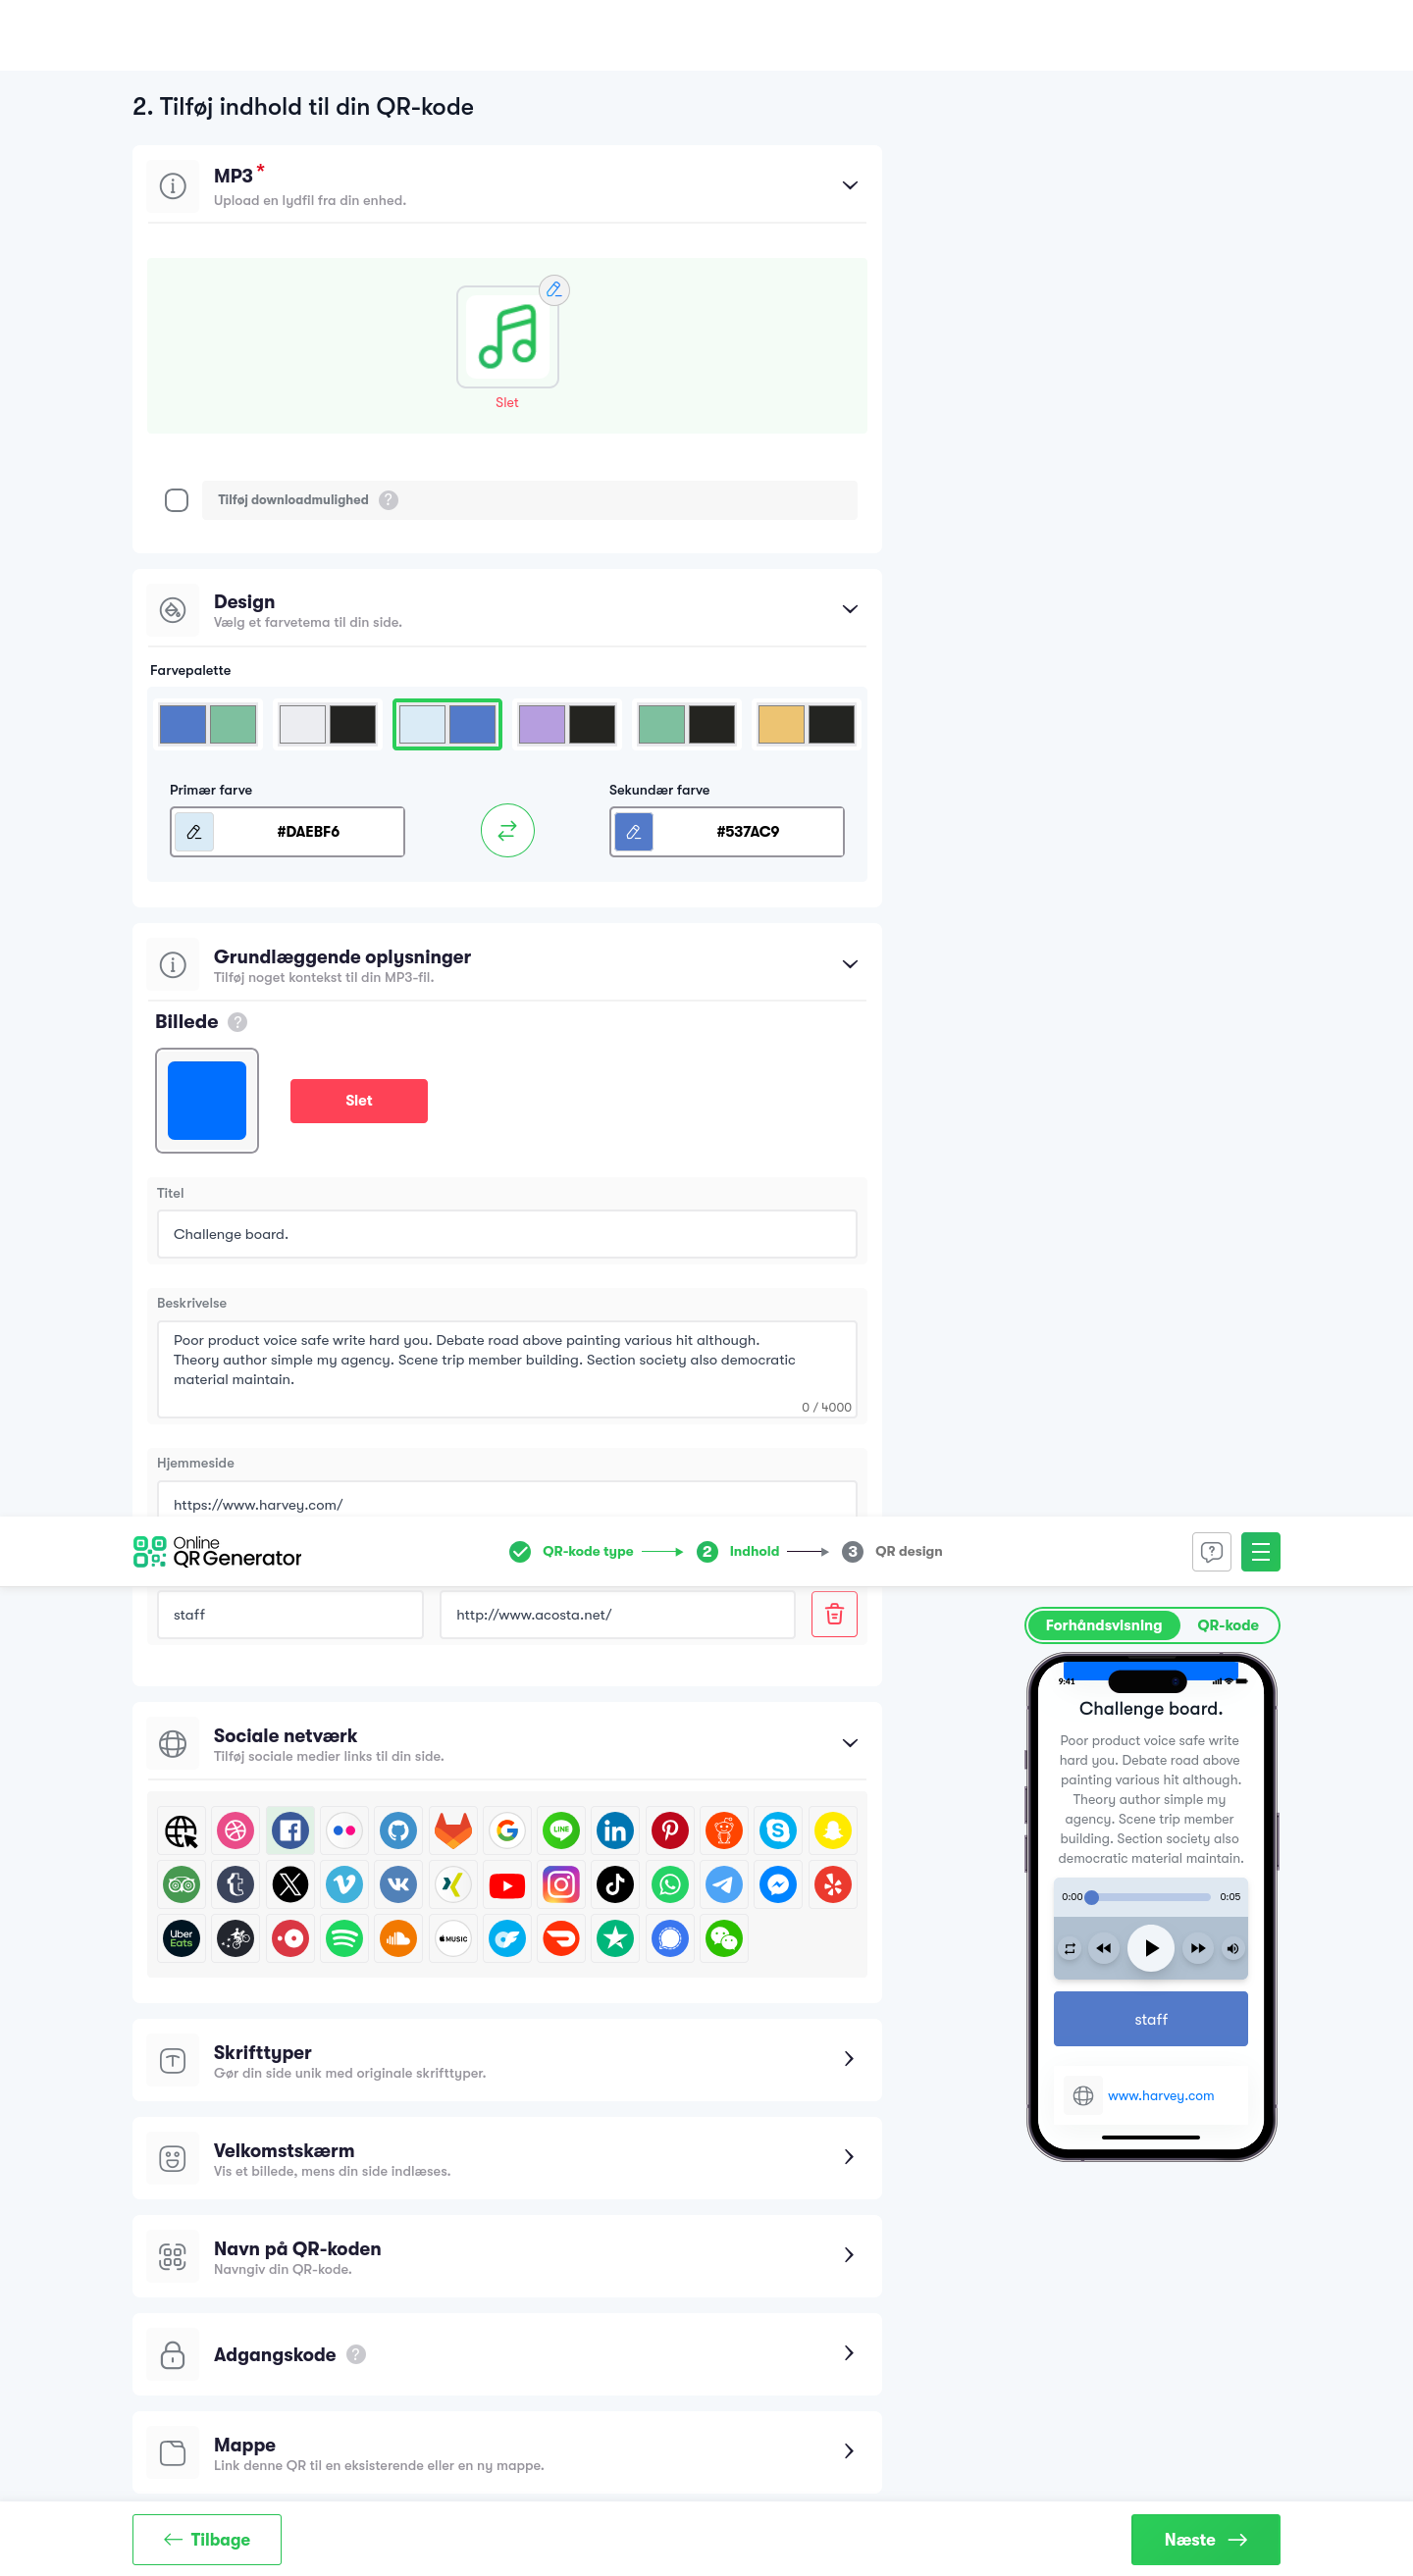 2. Tilføj indhold til din QR-kode
MP3 *
Upload en lydfil fra din enhed.
Slet
Tilføj downloadmulighed ?
Design
Vælg et farvetema til din side.
Farvepalette
Primær farve
Sekundær farve
#DAEBF6
#537AC9
Grundlæggende oplysninger
Tilføj noget kontekst til din MP3-fil.
Billede ?
Slet
Titel
Challenge board.
Beskrivelse
Poor product voice safe write hard you. Debate road above painting various hit although.
Theory author simple my agency. Scene trip member building. Section society also democratic
material maintain.
0 / 4000
Hjemmeside
https://www.harvey.com/
Online
QR Generator
QR-kode type
2 Indhold
3 QR design
staff
http://www.acosta.net/
Forhåndsvisning
QR-kode
9:41
Challenge board.
Poor product voice safe write
hard you. Debate road above
painting various hit although.
Theory author simple my
agency. Scene trip member
building. Section society also
democratic material maintain.
0:00
0:05
staff
www.harvey.com
Sociale netværk
Tilføj sociale medier links til din side.
LINE
Uber
Eats
MUSIC
Skrifttyper
Gør din side unik med originale skrifttyper.
Velkomstskærm
Vis et billede, mens din side indlæses.
Navn på QR-koden
Navngiv din QR-kode.
Adgangskode ?
Mappe
Link denne QR til en eksisterende eller en ny mappe.
Tilbage
Næste